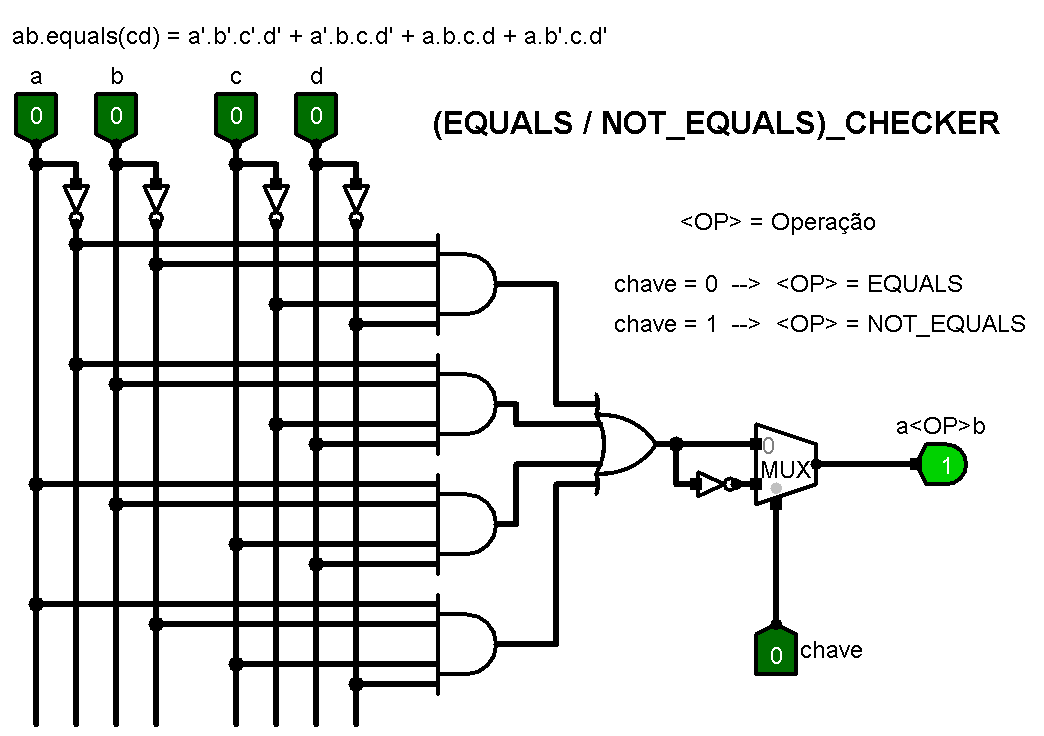 ab.equals(cd) = a'.b'.c'.d' + a'.b.c.d' + a.b.c.d + a.b'.c.d'
a b c d
0 0 0 0
(EQUALS / NOT_EQUALS)_CHECKER
<OP> = Operação
chave = 0 --> <OP> = EQUALS
chave = 1 --> <OP> = NOT_EQUALS
a<OP>b
0
MUX
1
0 chave